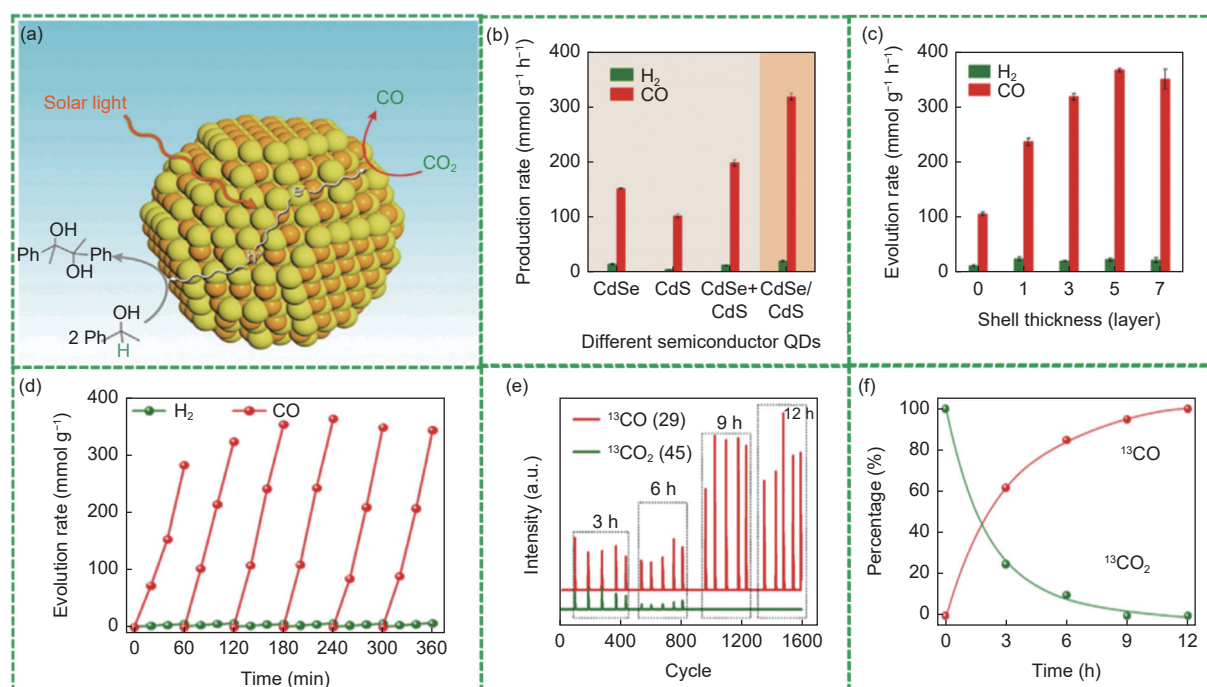 (a)
Solar light
CO
CO₂
e
h
OH
Ph
Ph
OH
OH
2 Ph
H
(b)
Production rate (mmol g⁻¹ h⁻¹)
400
300
200
100
0
H₂
CO
CdSe
CdS
CdSe+
CdS
CdSe/
CdS
Different semiconductor QDs
(c)
Evolution rate (mmol g⁻¹ h⁻¹)
400
300
200
100
0
H₂
CO
0 1 3 5 7
Shell thickness (layer)
(d)
H₂ CO
Evolution rate (mmol g⁻¹)
400
300
200
100
0
0 60 120 180 240 300 360
Time (min)
(e)
Intensity (a.u.)
¹³CO (29)
¹³CO₂ (45)
3 h
6 h
9 h
12 h
0 400 800 1200 1600
Cycle
(f)
Percentage (%)
100
80
60
40
20
0
¹³CO
¹³CO₂
0 3 6 9 12
Time (h)